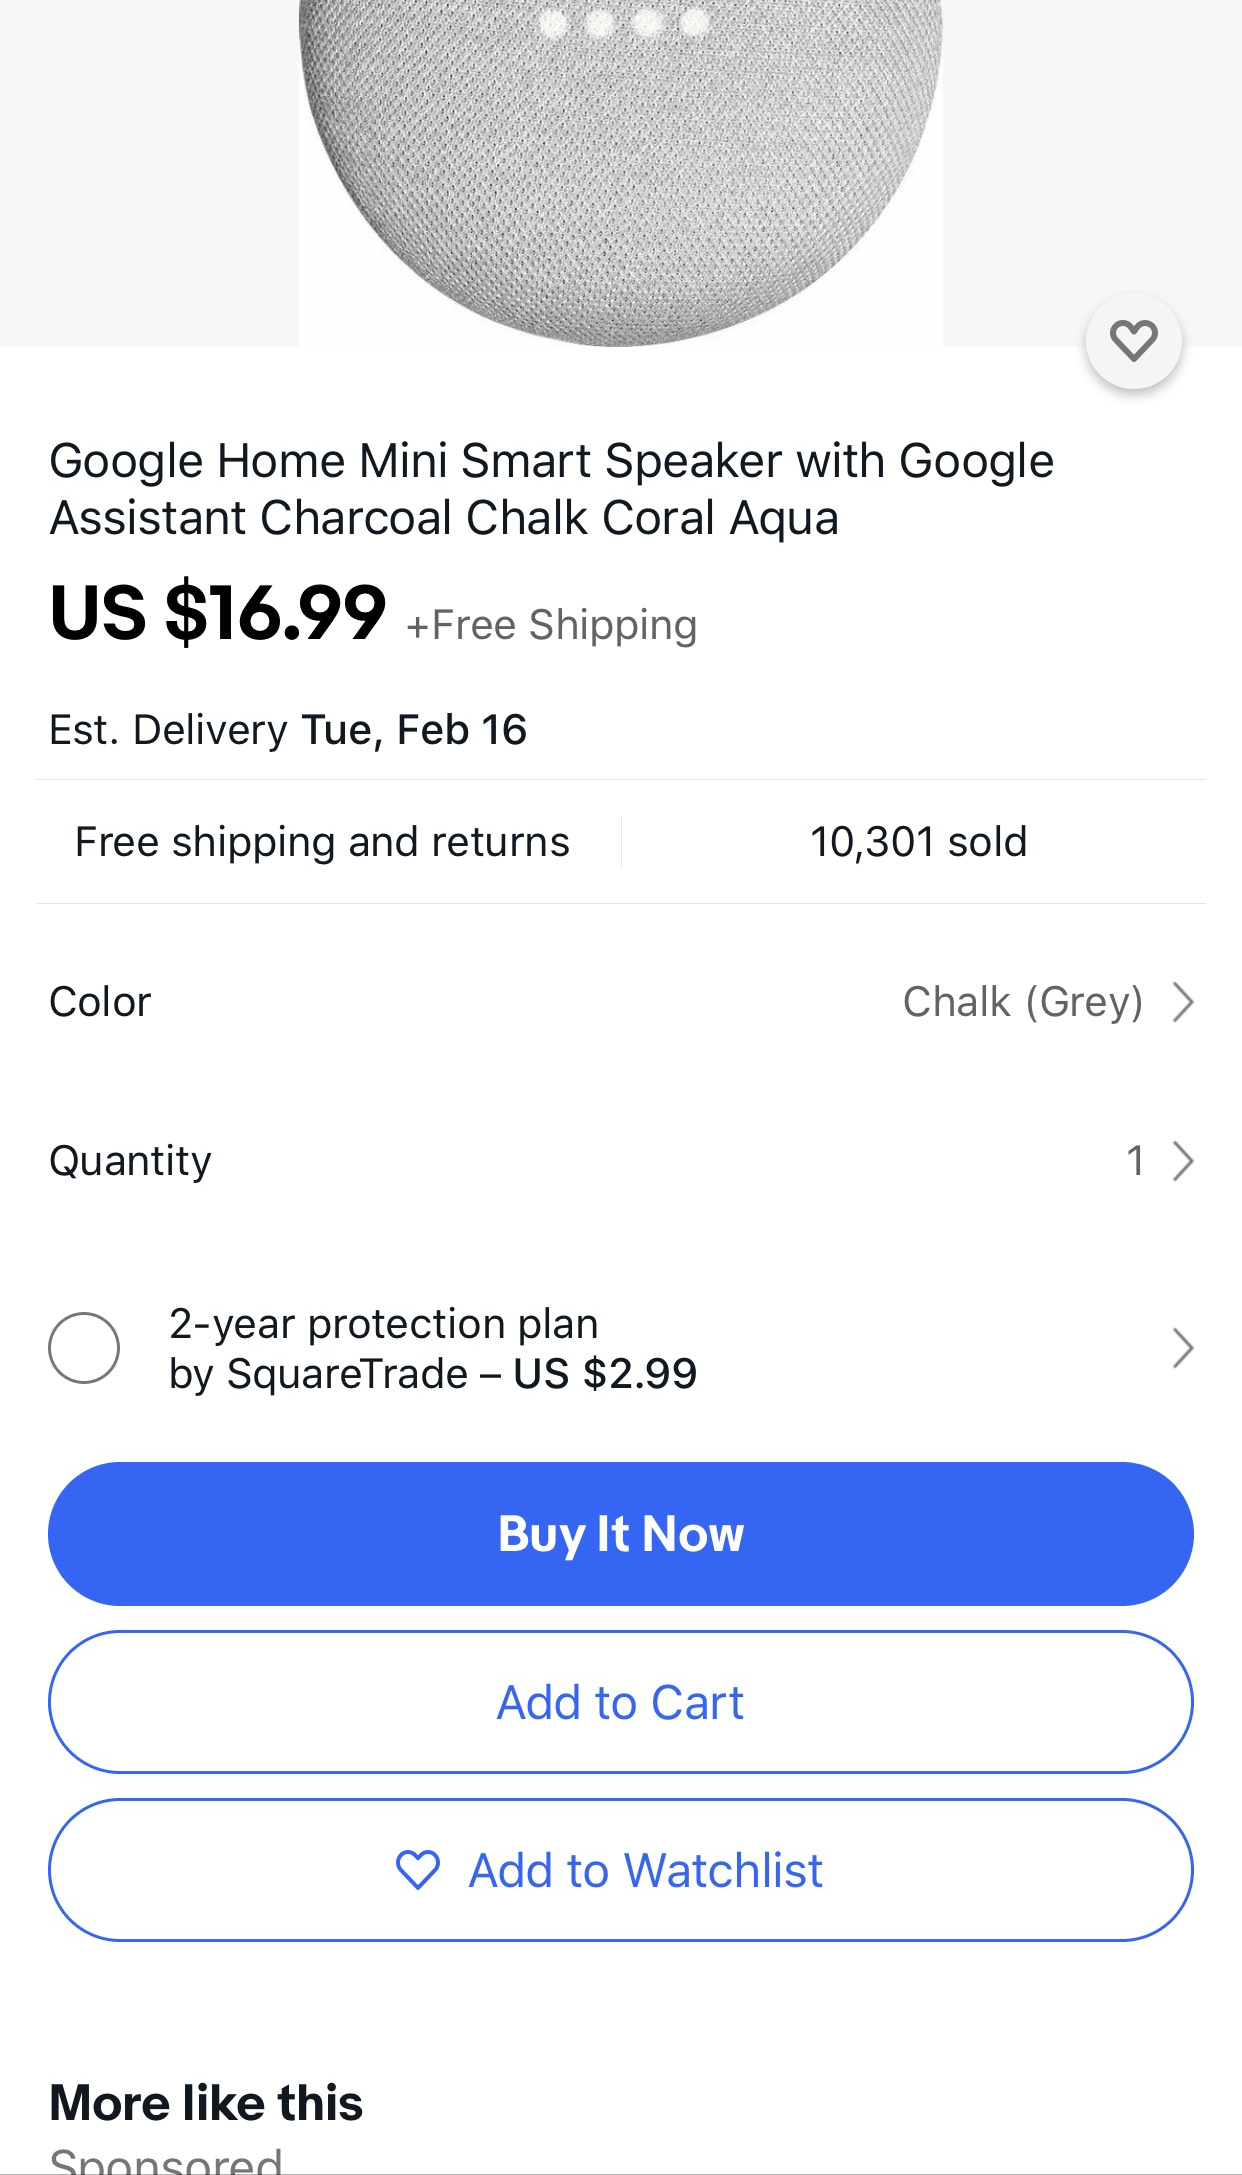 Google Home Mini Smart Speaker with Google
Assistant Charcoal Chalk Coral Aqua
US $16.99 +Free Shipping
Est. Delivery Tue, Feb 16
Free shipping and returns 10,301 sold
Color Chalk (Grey)
Quantity 1
2-year protection plan
by SquareTrade – US $2.99
Buy It Now
Add to Cart
Add to Watchlist
More like this
Sponsored